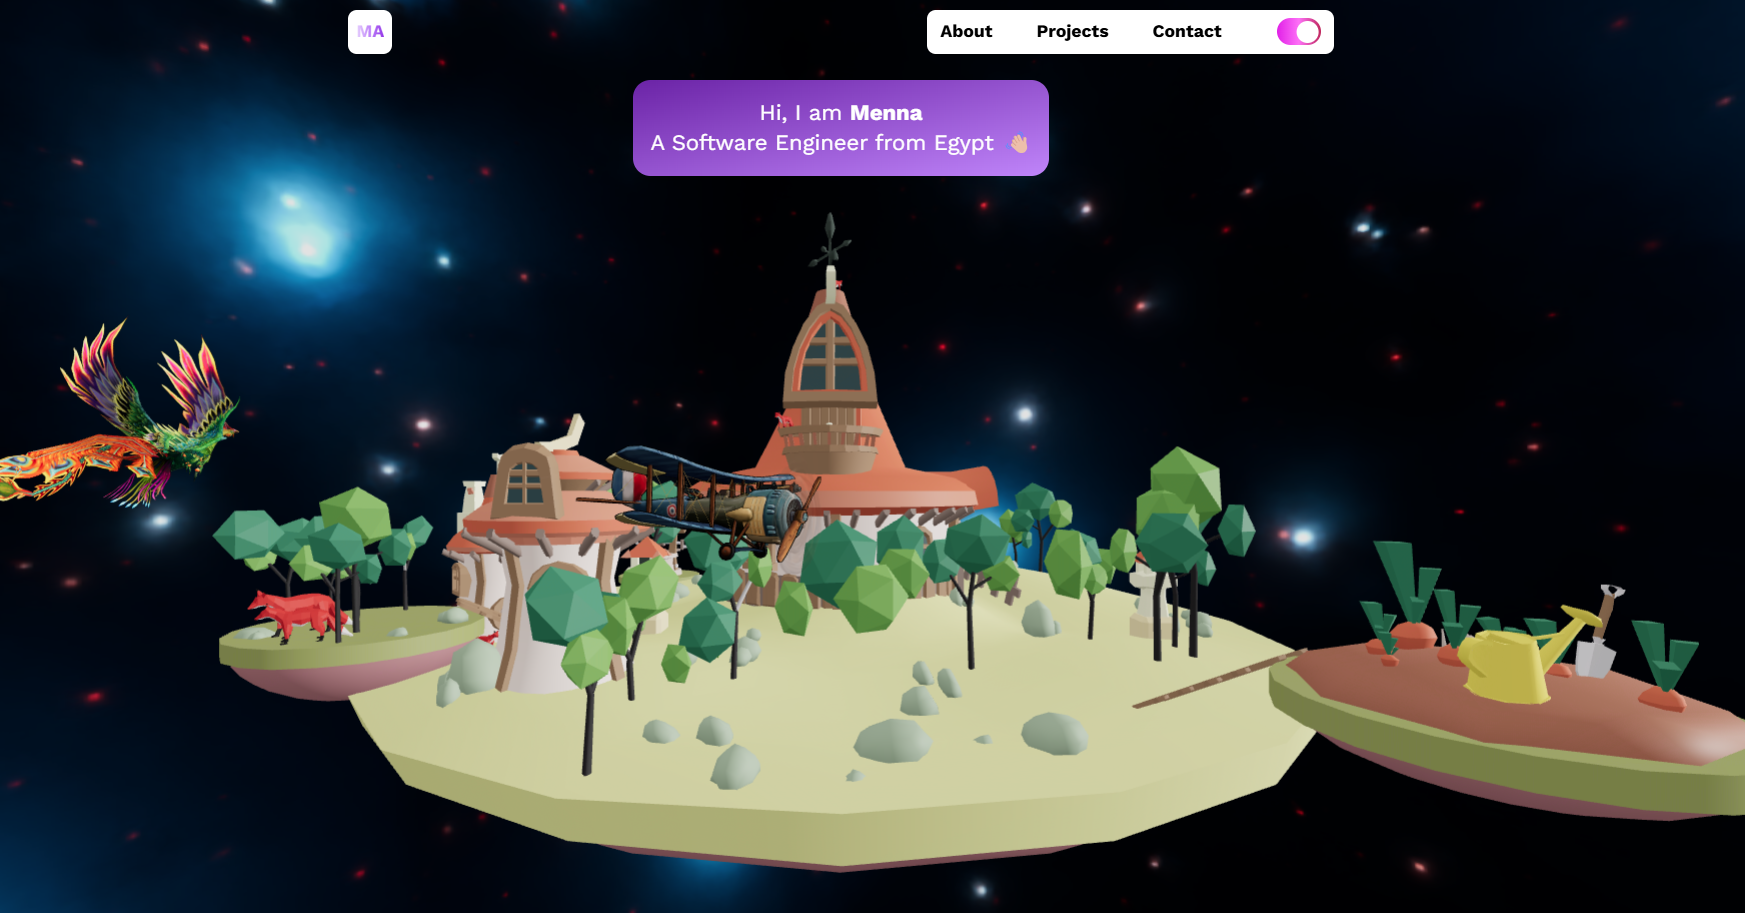 MA
About
Projects
Contact
Hi, I am Menna
A Software Engineer from Egypt 👋🏼